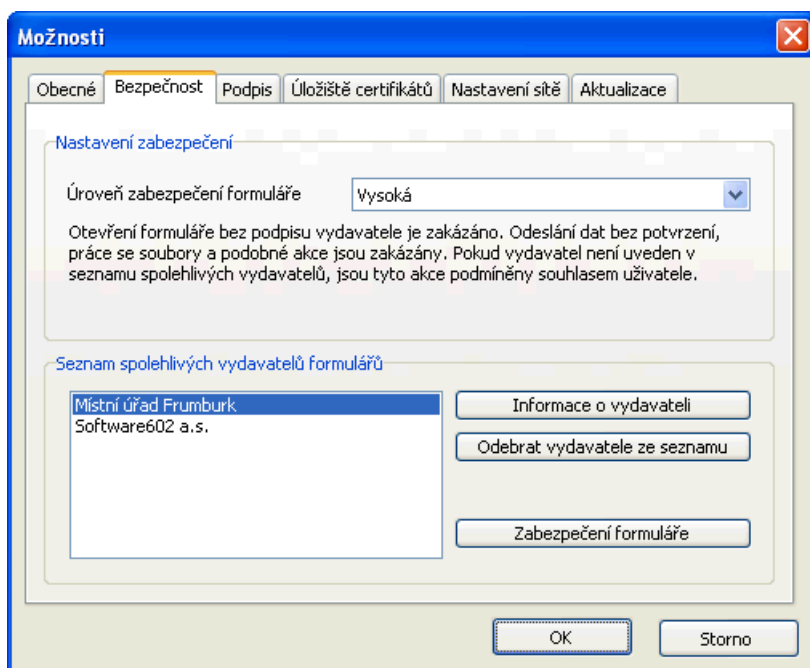 Možnosti
Obecné Bezpečnost Podpis Úložiště certifikátů Nastavení sítě Aktualizace
Nastavení zabezpečení
Úroveň zabezpečení formuláře Vysoká
Otevření formuláře bez podpisu vydavatele je zakázáno. Odeslání dat bez potvrzení,
práce se soubory a podobné akce jsou zakázány. Pokud vydavatel není uveden v
seznamu spolehlivých vydavatelů, jsou tyto akce podmíněny souhlasem uživatele.
Seznam spolehlivých vydavatelů formulářů
Místní úřad Frumburk
Software602 a.s.
Informace o vydavateli
Odebrat vydavatele ze seznamu
Zabezpečení formuláře
OK Storno